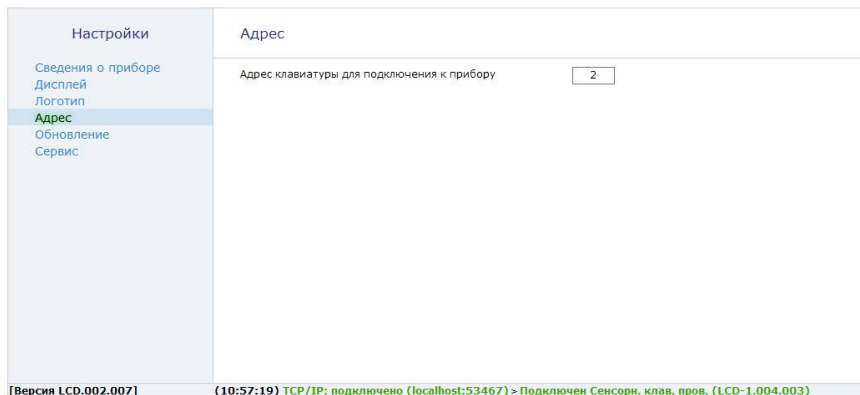 Настройки
Адрес
Сведения о приборе
Дисплей
Логотип
Адрес
Обновление
Сервис
Адрес клавиатуры для подключения к прибору 2
[Версия LCD.002.007] (10:57:19) TCP/IP: подключено (localhost:53467) > Подключен Сенсорн. клав. пров. (LCD-1.004.003)